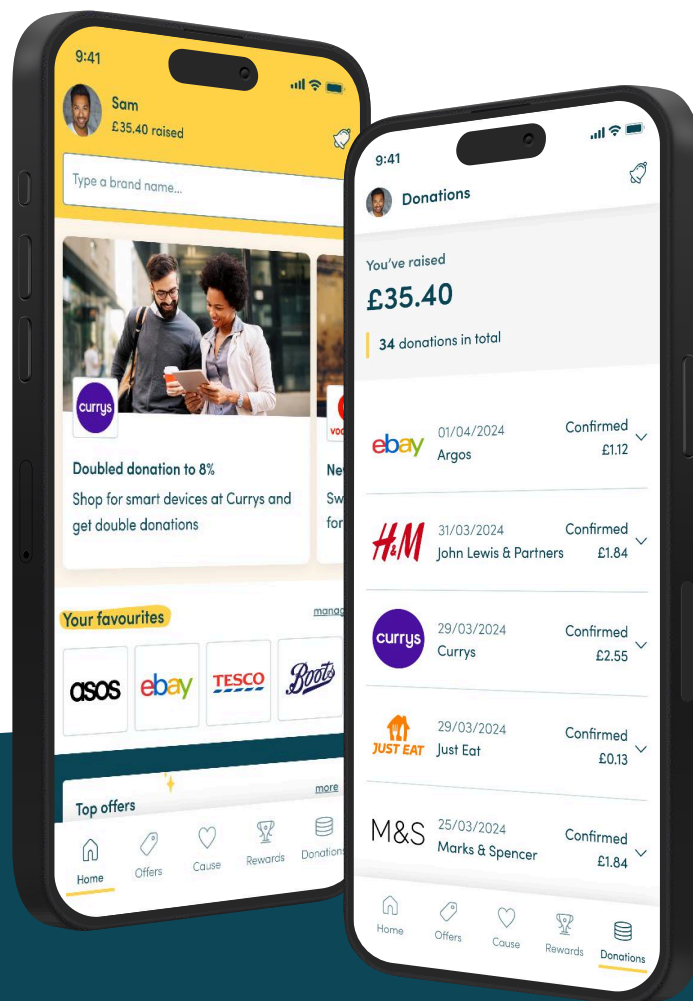 9:41
Sam
£35.40 raised
Type a brand name...
currys
Doubled donation to 8%
Shop for smart devices at Currys and
get double donations
Your favourites
asos
ebay
TESCO
Boots
Top offers
more
Home
Offers
Cause
Rewards
Donations
9:41
Donations
You've raised
£35.40
34 donations in total
ebay
01/04/2024
Argos
Confirmed
£1.12
H&M
31/03/2024
John Lewis & Partners
Confirmed
£1.84
currys
29/03/2024
Currys
Confirmed
£2.55
JUST EAT
29/03/2024
Just Eat
Confirmed
£0.13
M&S
25/03/2024
Marks & Spencer
Confirmed
£1.84
Home
Offers
Cause
Rewards
Donations